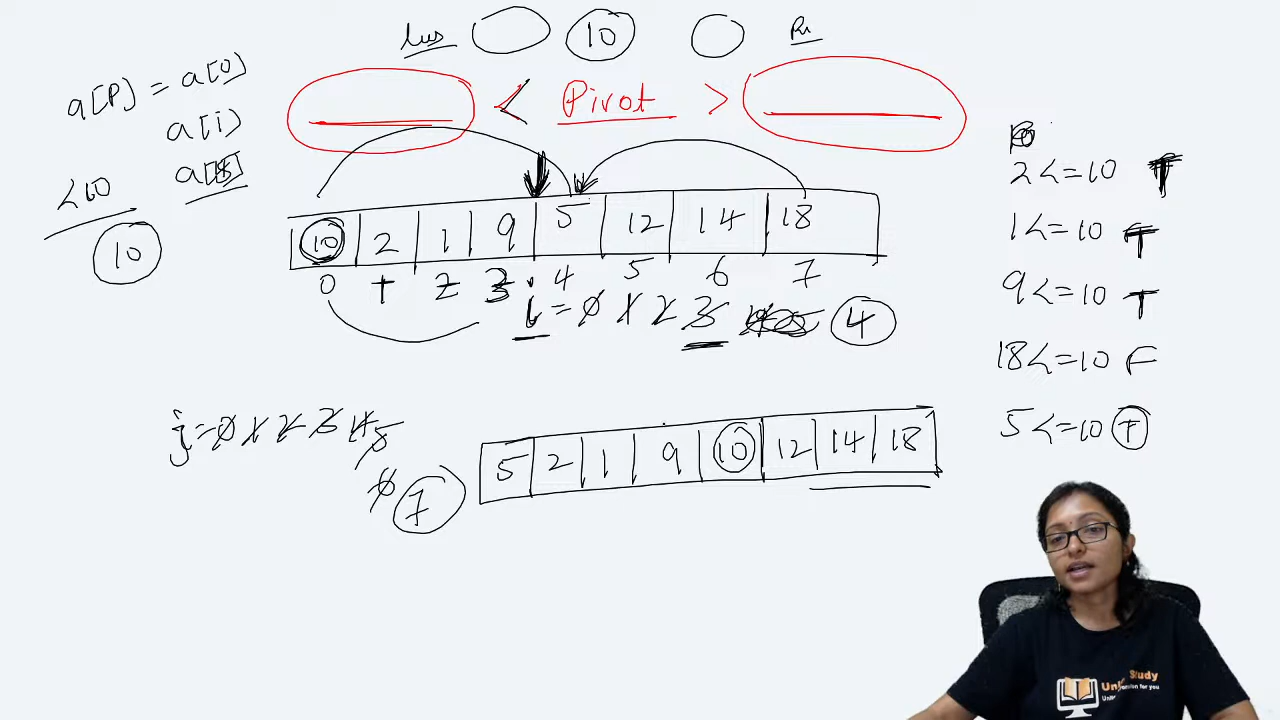 10
< Pivot >
a[P] = a[0]
a[i]
<10
10
10 2 1 9 5 12 14 18
0 1 2 3 4 5 6 7
i = 0 1 2 3 4
j = 0 1 2 3 4 5
6 7
5 2 1 9 10 12 14 18
2 <= 10 T
1 <= 10 T
9 <= 10 T
18 <= 10 F
5 <= 10 T
Study